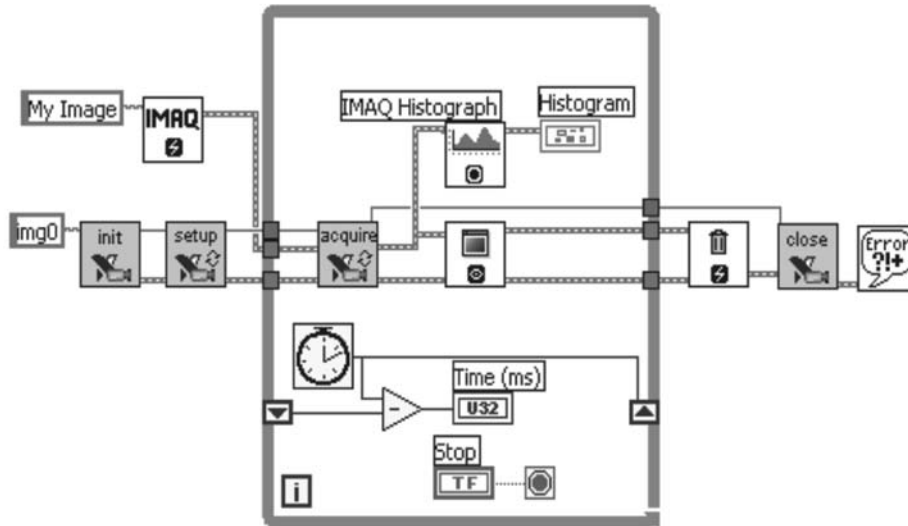 My Image
IMAQ
IMAQ Histograph
Histogram
img0
init
setup
acquire
close
Error
?!+
Time (ms)
U32
Stop
TF
i